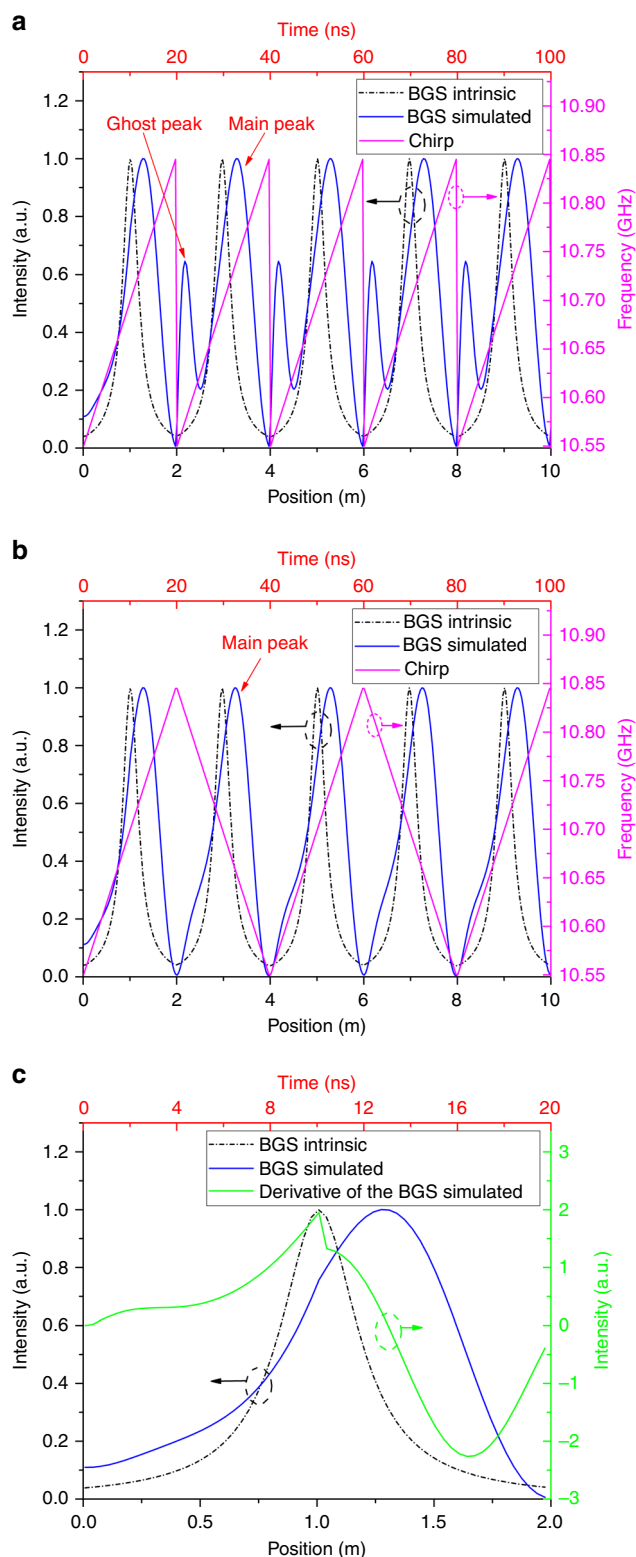 a
Time (ns)
0 20 40 60 80 100
Ghost peak
Main peak
BGS intrinsic
BGS simulated
Chirp
Intensity (a.u.)
1.2
1.0
0.8
0.6
0.4
0.2
0.0
Frequency (GHz)
10.90
10.85
10.80
10.75
10.70
10.65
10.60
10.55
0 2 4 6 8 10
Position (m)
b
Time (ns)
0 20 40 60 80 100
Main peak
BGS intrinsic
BGS simulated
Chirp
Intensity (a.u.)
1.2
1.0
0.8
0.6
0.4
0.2
0.0
Frequency (GHz)
10.90
10.85
10.80
10.75
10.70
10.65
10.60
10.55
0 2 4 6 8 10
Position (m)
c
Time (ns)
0 4 8 12 16 20
BGS intrinsic
BGS simulated
Derivative of the BGS simulated
Intensity (a.u.)
1.2
1.0
0.8
0.6
0.4
0.2
0.0
Intensity (a.u.)
3
2
1
0
−1
−2
−3
0.0 0.5 1.0 1.5 2.0
Position (m)